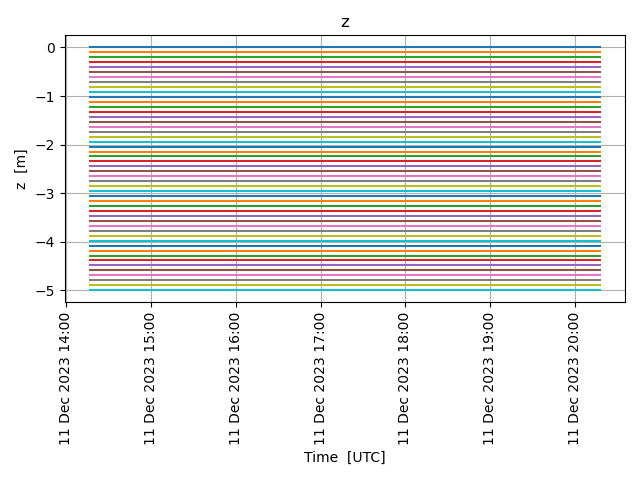 z
z [m]
0
−1
−2
−3
−4
−5
11 Dec 2023 14:00
11 Dec 2023 15:00
11 Dec 2023 16:00
11 Dec 2023 17:00
11 Dec 2023 18:00
11 Dec 2023 19:00
11 Dec 2023 20:00
Time [UTC]